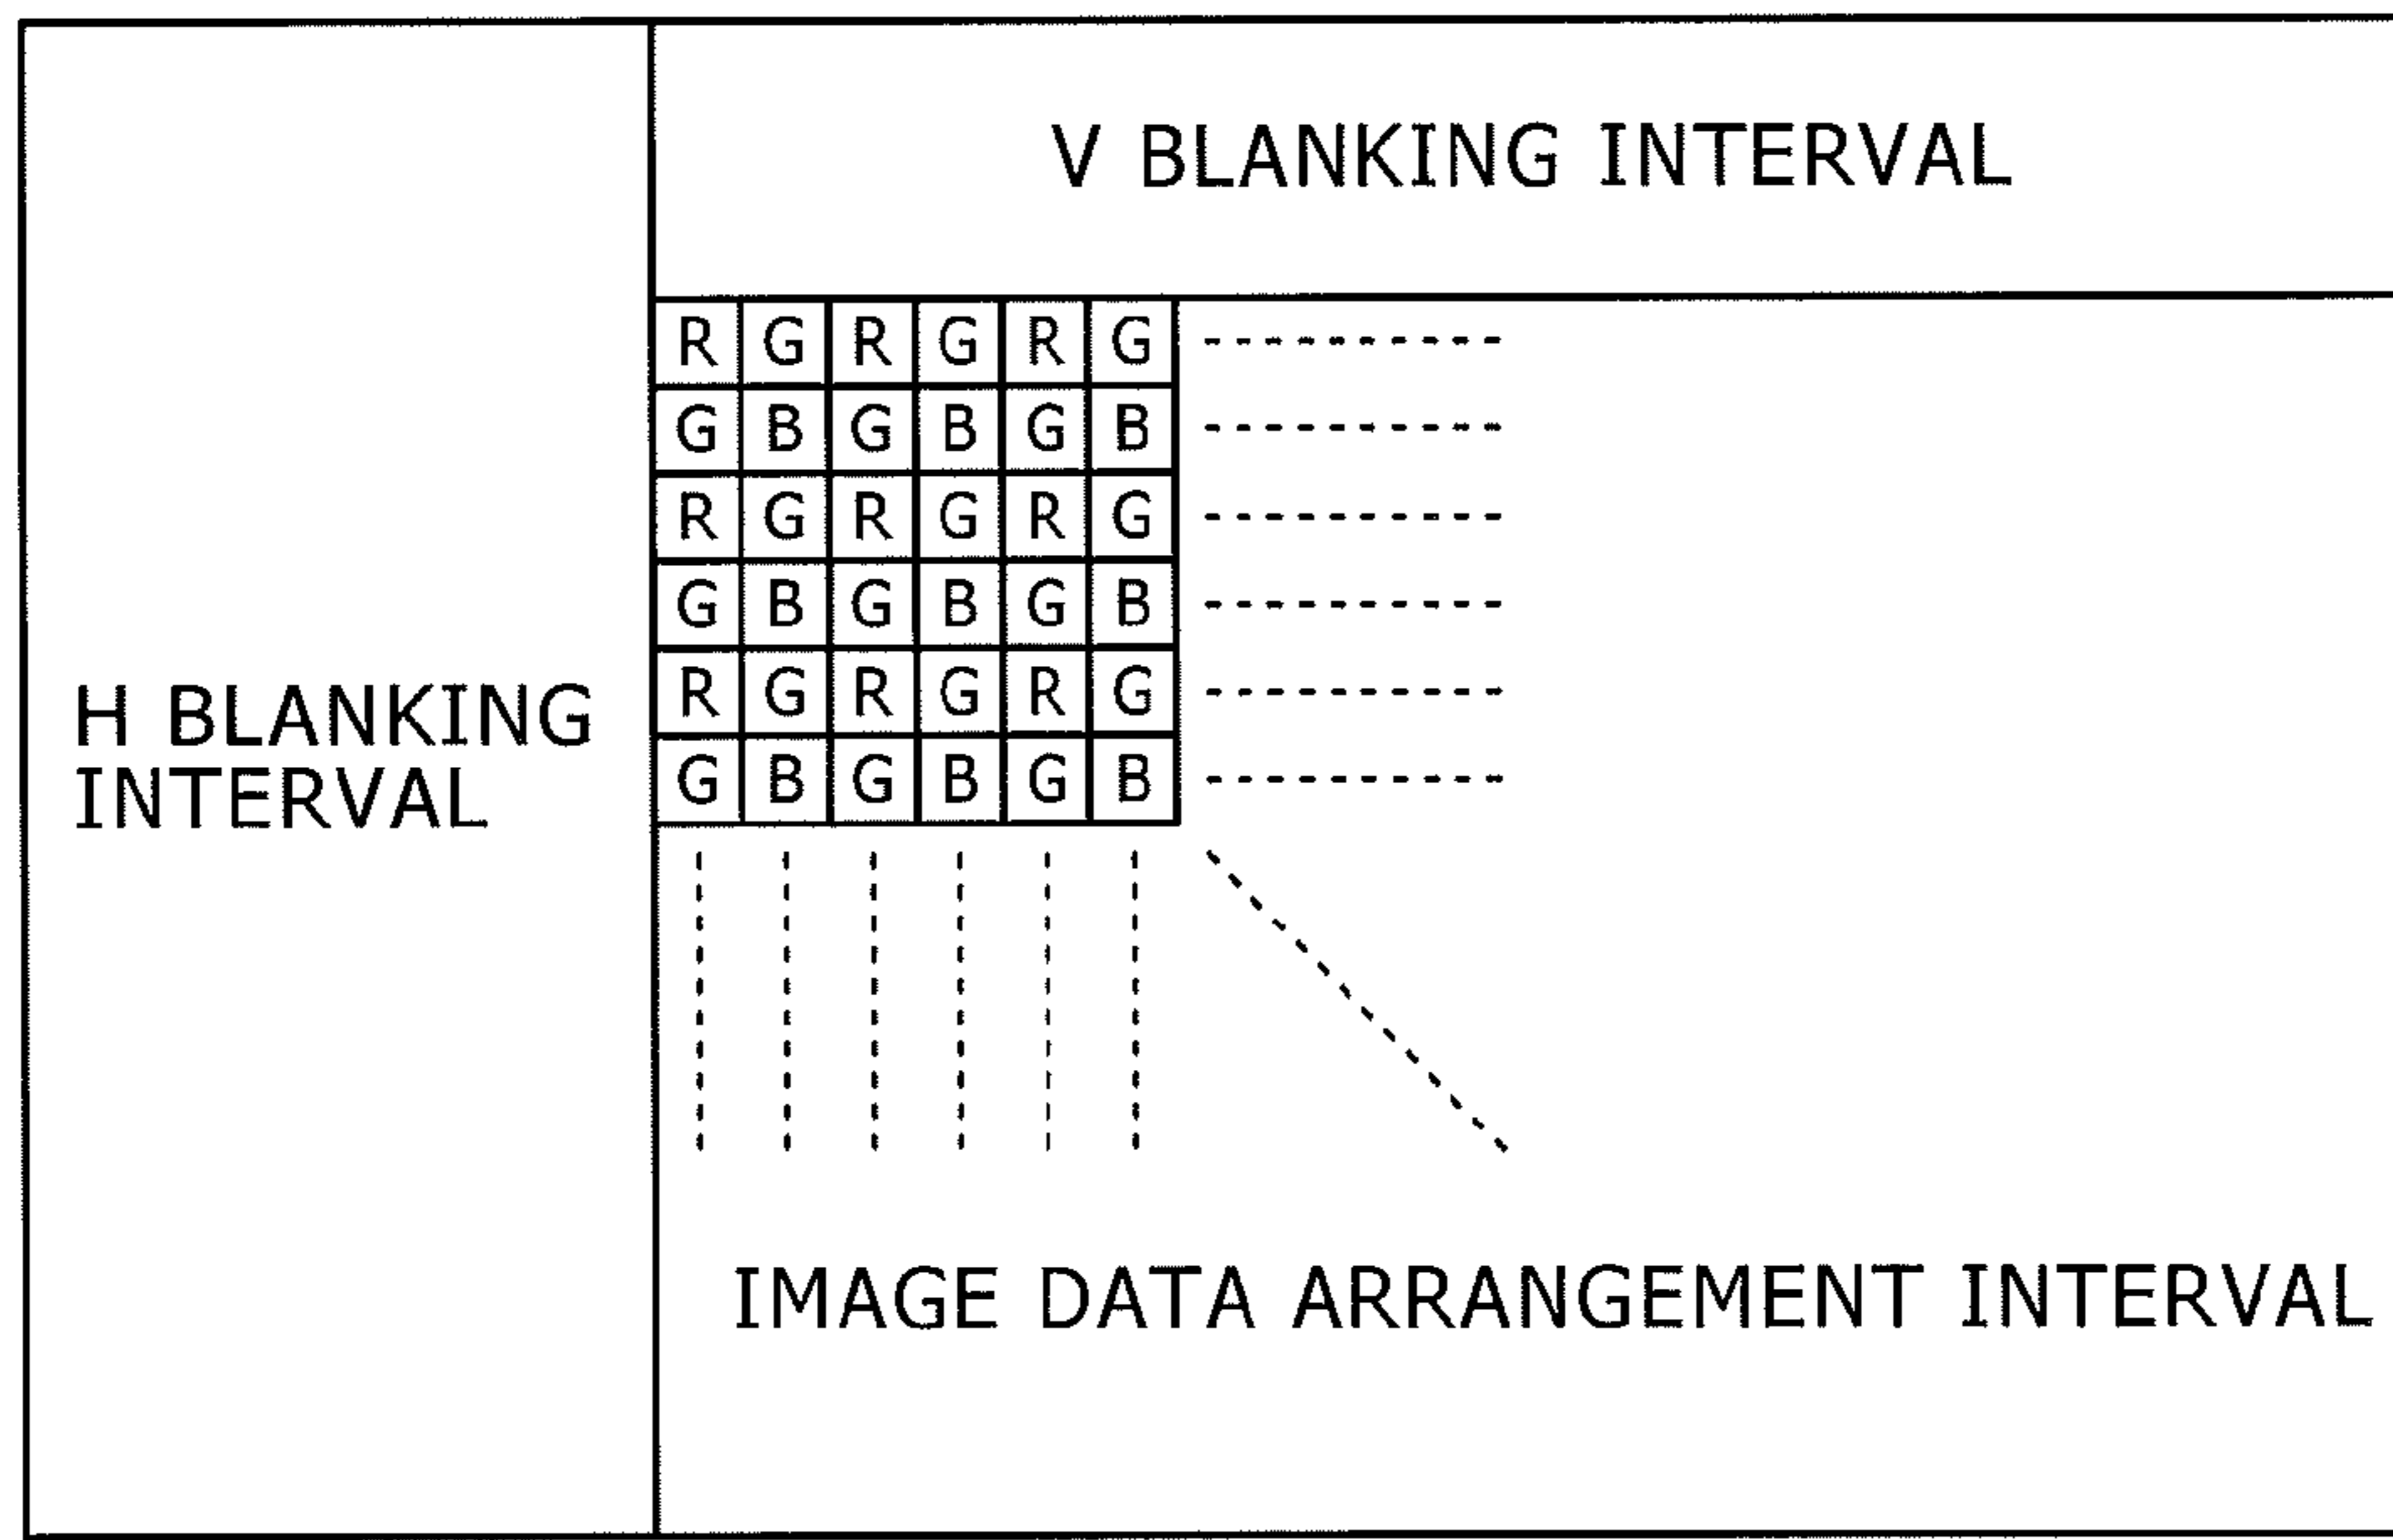 V BLANKING INTERVAL
R G R G R G
G B G B G B
R G R G R G
G B G B G B
R G R G R G
G B G B G B
H BLANKING
INTERVAL
IMAGE DATA ARRANGEMENT INTERVAL